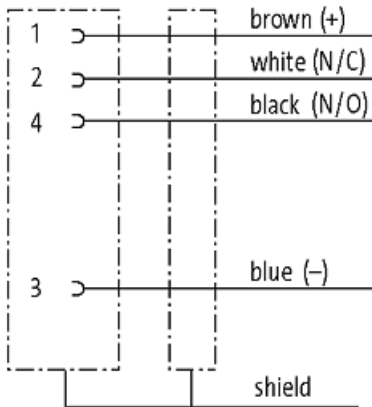 1 brown (+)
2 white (N/C)
4 black (N/O)
3 blue (–)
shield